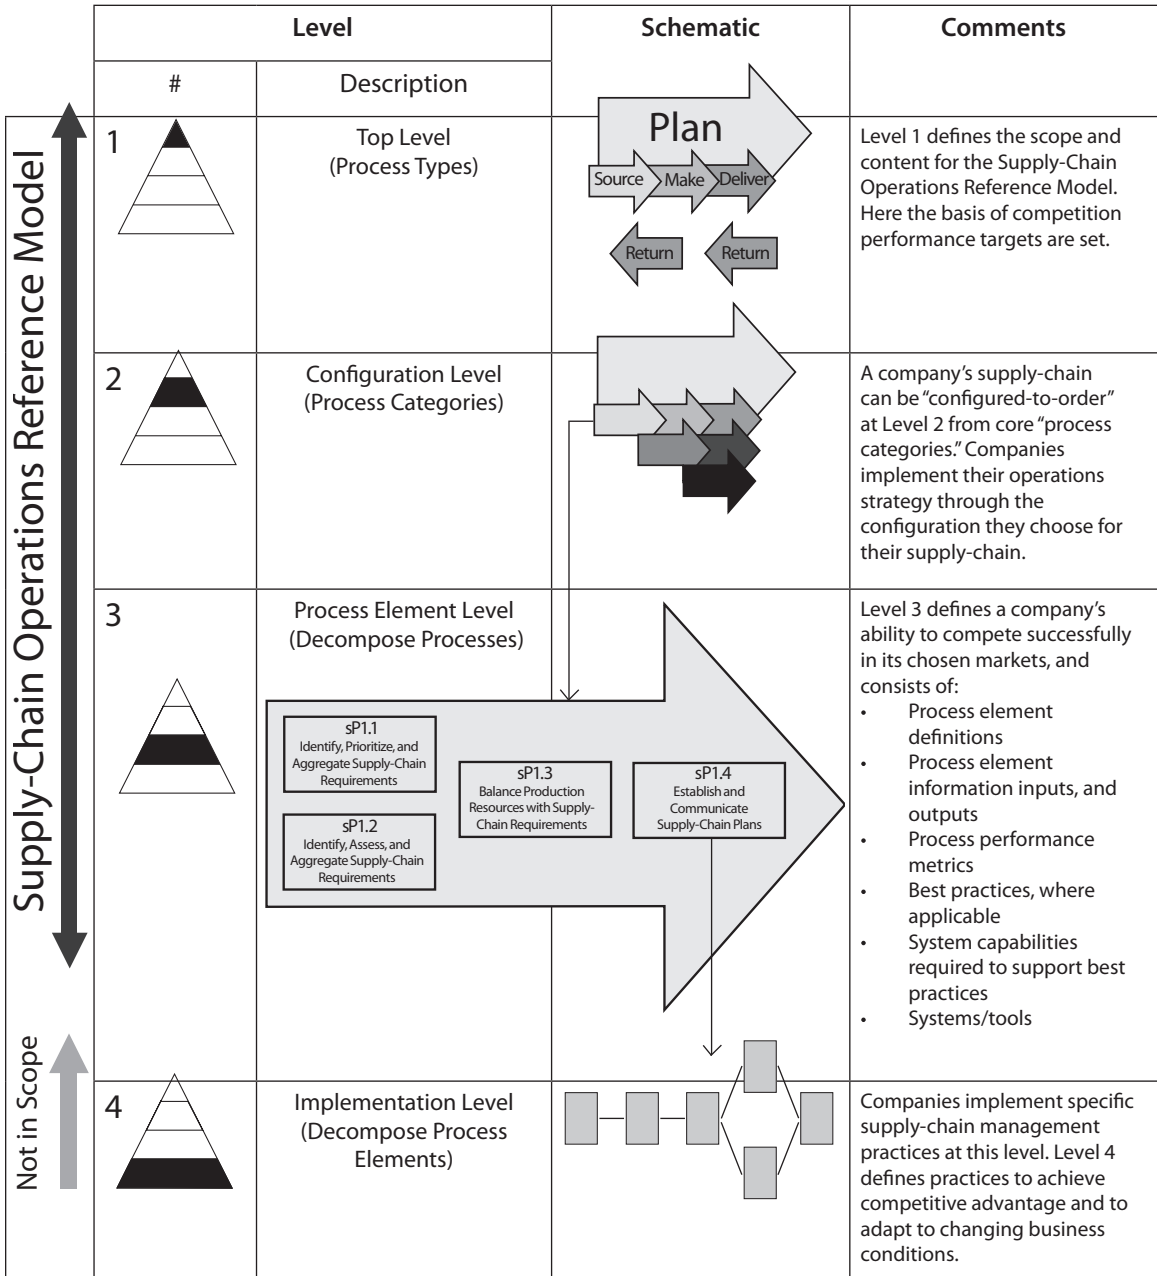 Level
Schematic
Comments
#
Description
Supply-Chain Operations Reference Model
Not in Scope
1
Top Level
(Process Types)
Plan
Source
Make
Deliver
Return
Return
Level 1 defines the scope and
content for the Supply-Chain
Operations Reference Model.
Here the basis of competition
performance targets are set.
2
Configuration Level
(Process Categories)
A company's supply-chain
can be "configured-to-order"
at Level 2 from core "process
categories." Companies
implement their operations
strategy through the
configuration they choose for
their supply-chain.
3
Process Element Level
(Decompose Processes)
sP1.1
Identify, Prioritize, and
Aggregate Supply-Chain
Requirements
sP1.2
Identify, Assess, and
Aggregate Supply-Chain
Requirements
sP1.3
Balance Production
Resources with Supply-
Chain Requirements
sP1.4
Establish and
Communicate
Supply-Chain Plans
Level 3 defines a company's
ability to compete successfully
in its chosen markets, and
consists of:
• Process element
definitions
• Process element
information inputs, and
outputs
• Process performance
metrics
• Best practices, where
applicable
• System capabilities
required to support best
practices
• Systems/tools
4
Implementation Level
(Decompose Process
Elements)
Companies implement specific
supply-chain management
practices at this level. Level 4
defines practices to achieve
competitive advantage and to
adapt to changing business
conditions.